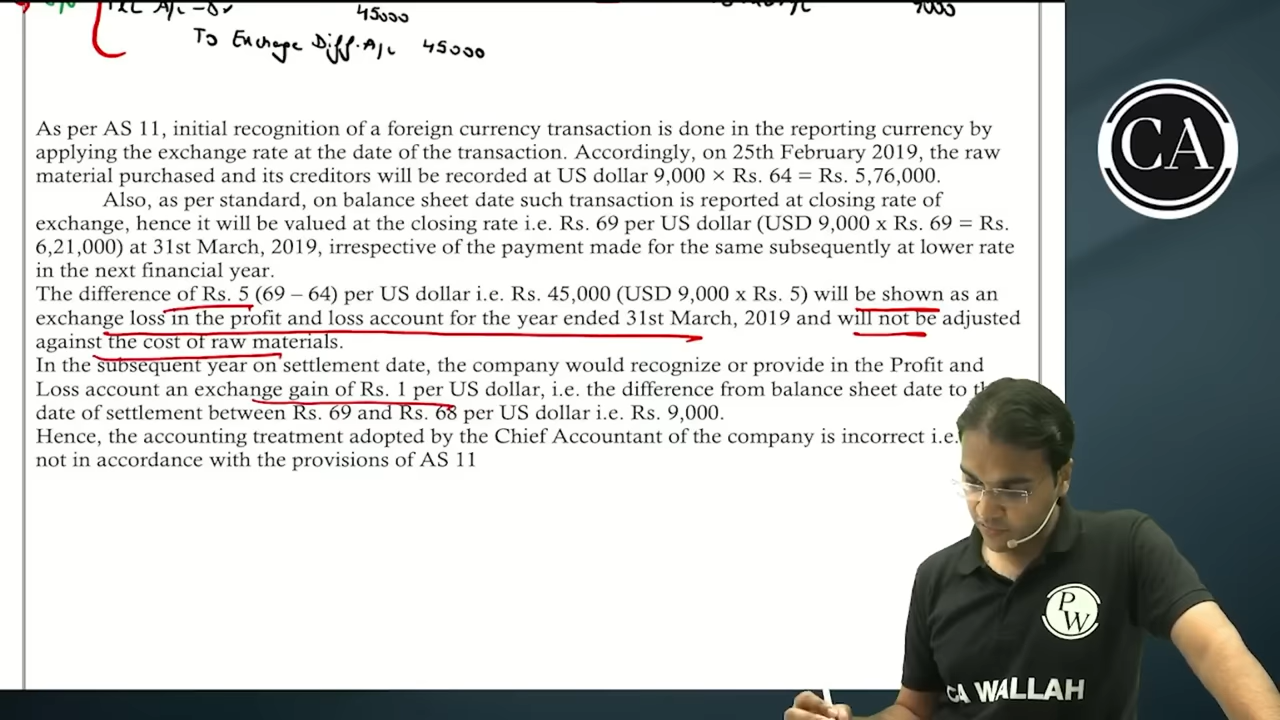 A/c - Dr 45000
To Exchange Diff. A/c 45000
9000
As per AS 11, initial recognition of a foreign currency transaction is done in the reporting currency by
applying the exchange rate at the date of the transaction. Accordingly, on 25th February 2019, the raw
material purchased and its creditors will be recorded at US dollar 9,000 × Rs. 64 = Rs. 5,76,000.
Also, as per standard, on balance sheet date such transaction is reported at closing rate of
exchange, hence it will be valued at the closing rate i.e. Rs. 69 per US dollar (USD 9,000 x Rs. 69 = Rs.
6,21,000) at 31st March, 2019, irrespective of the payment made for the same subsequently at lower rate
in the next financial year.
The difference of Rs. 5 (69 – 64) per US dollar i.e. Rs. 45,000 (USD 9,000 x Rs. 5) will be shown as an
exchange loss in the profit and loss account for the year ended 31st March, 2019 and will not be adjusted
against the cost of raw materials.
In the subsequent year on settlement date, the company would recognize or provide in the Profit and
Loss account an exchange gain of Rs. 1 per US dollar, i.e. the difference from balance sheet date to
date of settlement between Rs. 69 and Rs. 68 per US dollar i.e. Rs. 9,000.
Hence, the accounting treatment adopted by the Chief Accountant of the company is incorrect i.e.
not in accordance with the provisions of AS 11
CA
PW
CA WALLAH